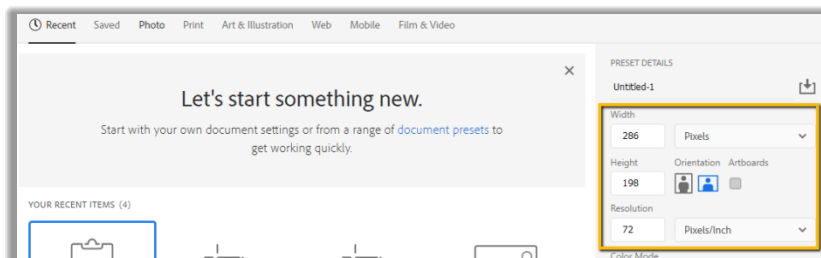 Recent Saved Photo Print Art & Illustration Web Mobile Film & Video
Let's start something new.
Start with your own document settings or from a range of document presets to
get working quickly.
YOUR RECENT ITEMS (4)
PRESET DETAILS
Untitled-1
Width
286 Pixels
Height Orientation Artboards
198
Resolution
72 Pixels/Inch
Color Mode